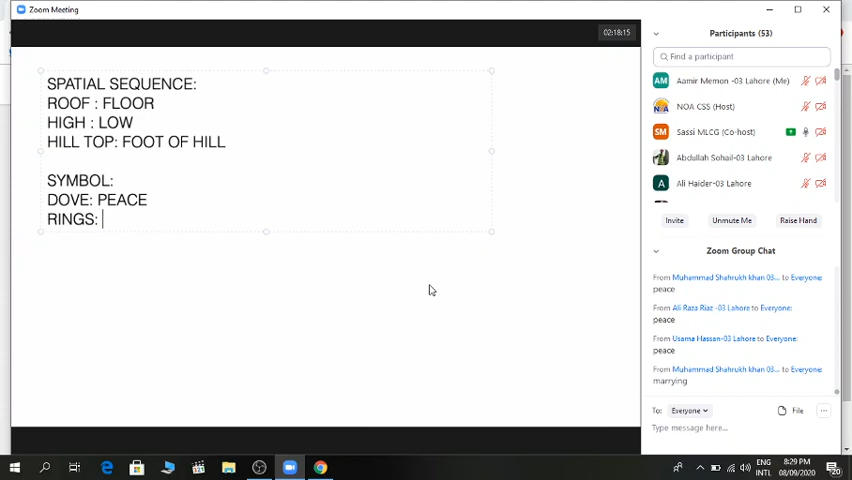 Zoom Meeting
02:18:15
SPATIAL SEQUENCE:
ROOF : FLOOR
HIGH : LOW
HILL TOP: FOOT OF HILL
SYMBOL:
DOVE: PEACE
RINGS:
Participants (53)
Find a participant
AM Aamir Memon -03 Lahore (Me)
NOA NOA CSS (Host)
SM Sassi MLCG (Co-host)
Abdullah Sohail-03 Lahore
A Ali Haider-03 Lahore
Invite Unmute Me Raise Hand
Zoom Group Chat
From Muhammad Shahrukh khan 03... to Everyone:
peace
From Ali Raza Riaz -03 Lahore to Everyone:
peace
From Usama Hassan-03 Lahore to Everyone:
peace
From Muhammad Shahrukh khan 03... to Everyone:
marrying
To: Everyone File ...
Type message here...
ENG 8:29 PM
INTL 08/09/2020 20